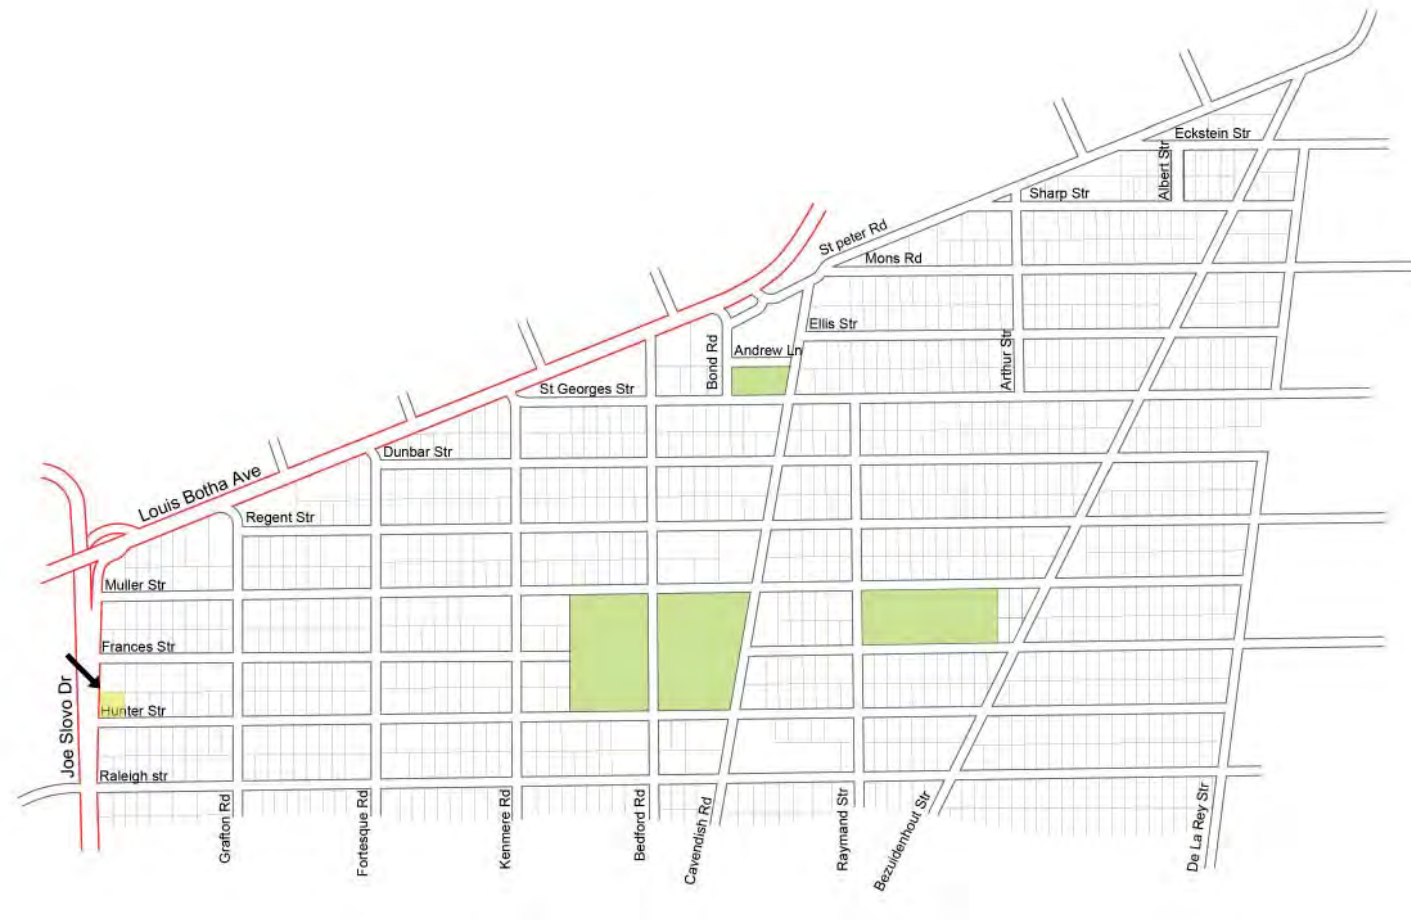 Eckstein Str
Albert Str
Sharp Str
St peter Rd
Mons Rd
Ellis Str
Arthur Str
Andrew Ln
Bond Rd
St Georges Str
Dunbar Str
Louis Botha Ave
Regent Str
Muller Str
Frances Str
Hunter Str
Joe Slovo Dr
Raleigh str
Grafton Rd
Fortesque Rd
Kenmere Rd
Bedford Rd
Cavendish Rd
Raymand Str
Bezuidenhout Str
De La Rey Str